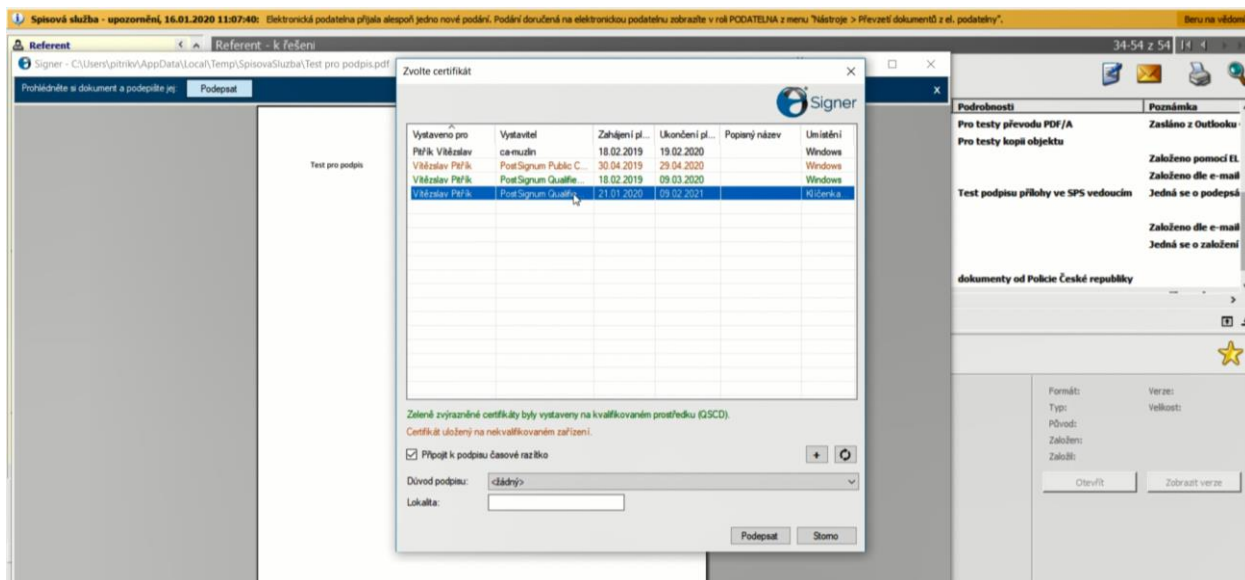 Spisová služba - upozornění, 16.01.2020 11:07:40: Elektronická podatelna přijala alespoň jedno nové podání. Podání doručená na elektronickou podatelnu zobrazíte v roli PODATELNA z menu "Nástroje > Převzetí dokumentů z el. podatelny".
Beru na vědomí
Referent
Referent - k řešení
34-54 z 54
Signer - C:\Users\pitrikv\AppData\Local\Temp\SpisovaSluzba\Test pro podpis.pdf
Prohlédněte si dokument a podepište jej:
Podepsat
X
Test pro podpis
Zvolte certifikát
Signer
Vystaveno pro Vystavitel Zahájení pl... Ukončení pl... Popisný název Umístění
Pitřík Vítězslav ca-muzlin 18.02.2019 19.02.2020 Windows
Vítězslav Pitřík PostSignum Public C... 30.04.2019 29.04.2020 Windows
Vítězslav Pitřík PostSignum Qualifie... 18.02.2019 09.03.2020 Windows
Vítězslav Pitřík PostSignum Qualifie... 21.01.2020 09.02.2021 Klíčenka
Zeleně zvýrazněné certifikáty byly vystaveny na kvalifikovaném prostředku (QSCD).
Certifikát uložený na nekvalifikovaném zařízení.
Připojit k podpisu časové razítko
Důvod podpisu: <žádný>
Lokalita:
Podepsat Storno
Podrobnosti Poznámka
Pro testy převodu PDF/A Zasláno z Outlooku
Pro testy kopií objektu
Založeno pomocí EL
Založeno dle e-mail
Test podpisu přílohy ve SPS vedoucím Jedná se o podepsá
Založeno dle e-mail
Jedná se o založení
dokumenty od Policie České republiky
Formát: Verze:
Typ: Velikost:
Původ:
Založen:
Založil:
Otevřít Zobrazit verze